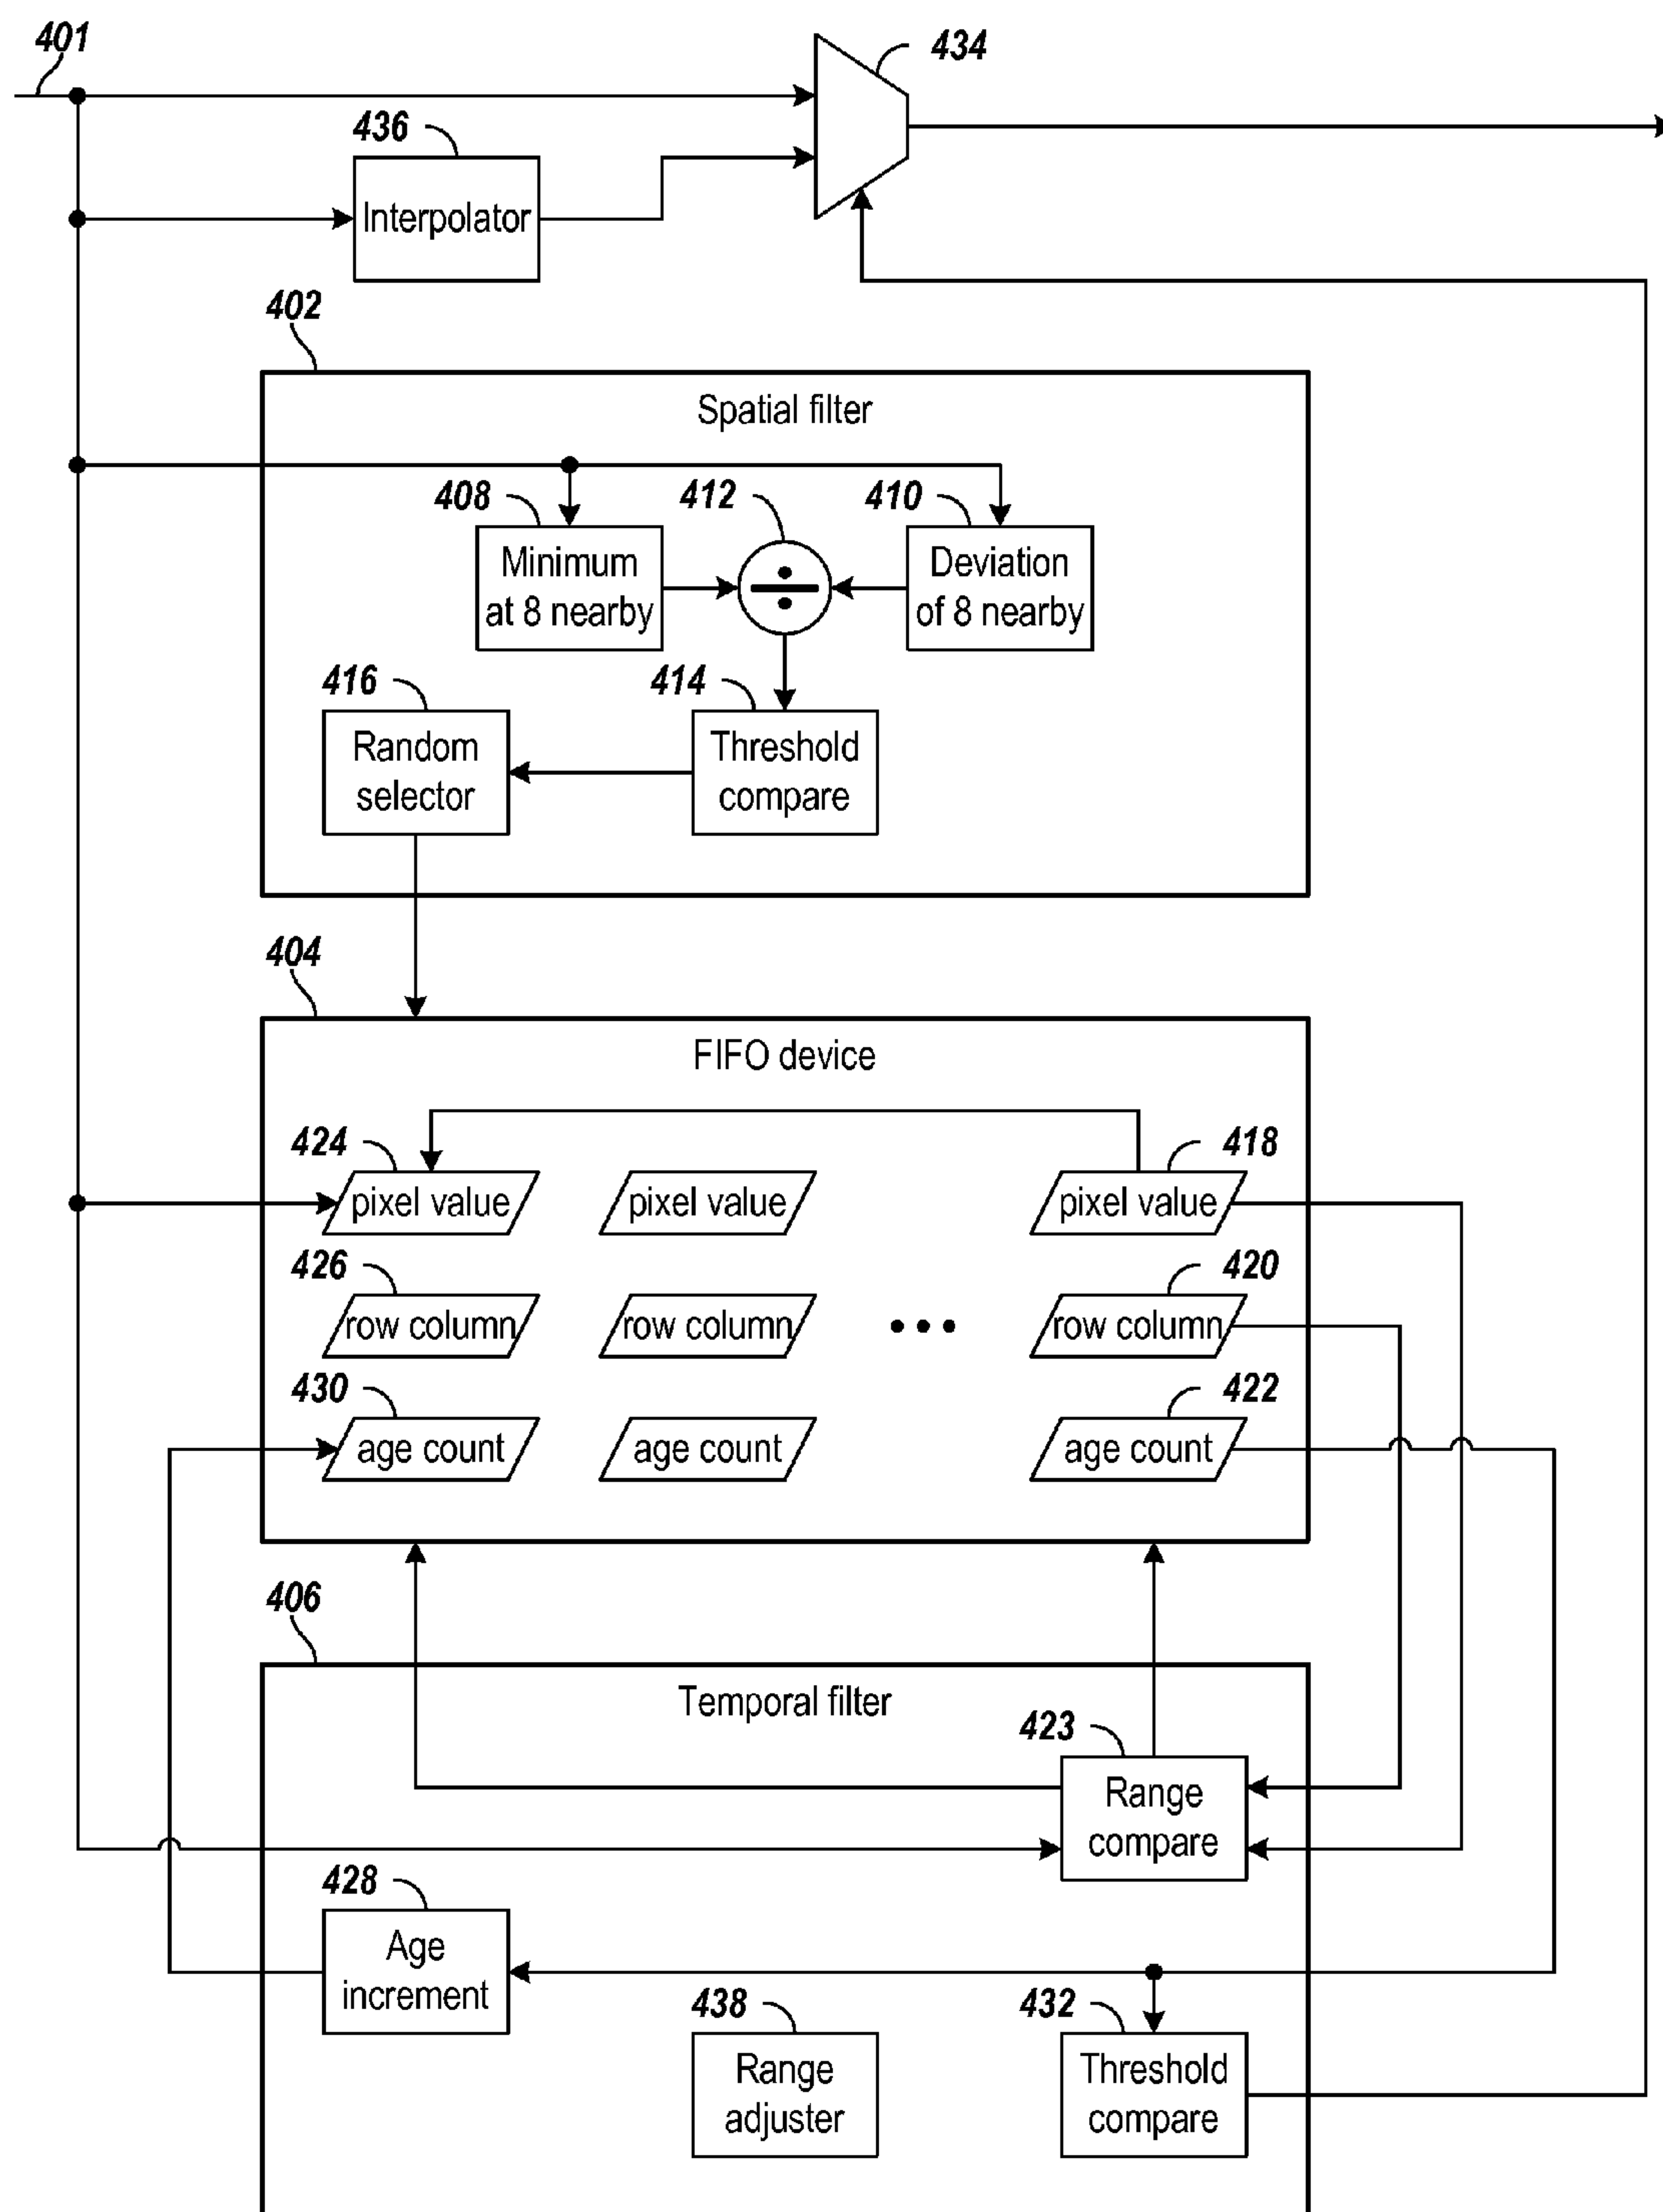 401
434
436
Interpolator
402
Spatial filter
408
412
410
Minimum
at 8 nearby
÷
Deviation
of 8 nearby
416
414
Random
selector
Threshold
compare
404
FIFO device
424
418
pixel value
pixel value
pixel value
426
420
row column
row column
• • •
row column
430
422
age count
age count
age count
406
Temporal filter
423
Range
compare
428
Age
increment
438
432
Range
adjuster
Threshold
compare